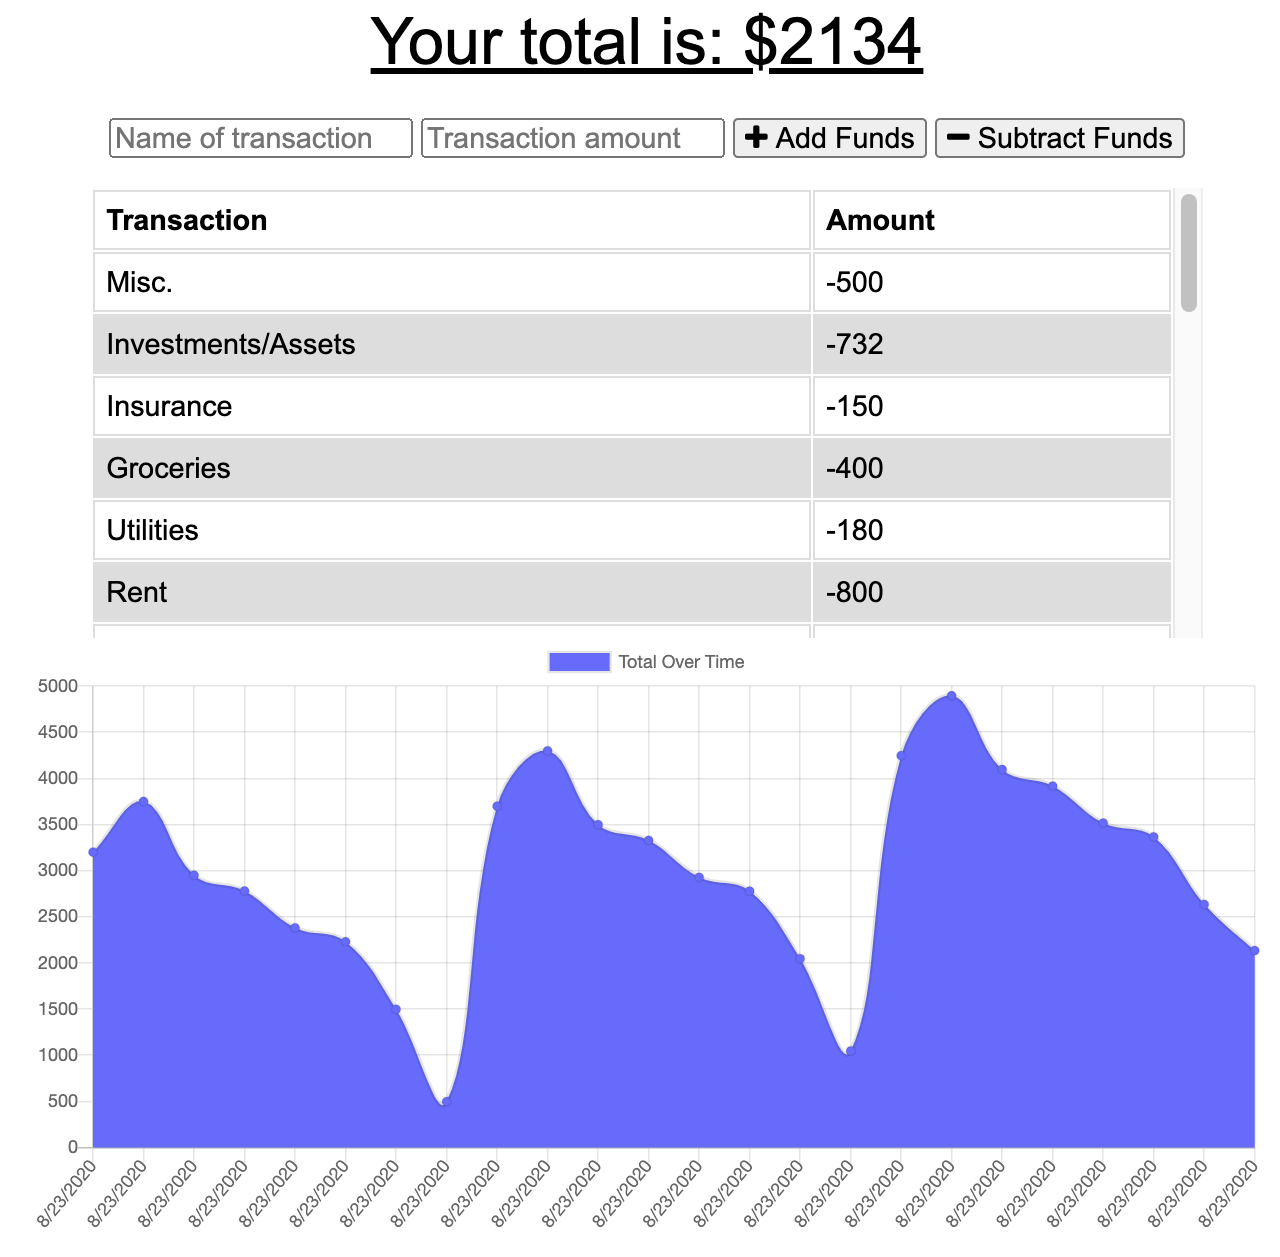 Your total is: $2134
Name of transaction Transaction amount Add Funds Subtract Funds
Transaction Amount
Misc. -500
Investments/Assets -732
Insurance -150
Groceries -400
Utilities -180
Rent -800
Total Over Time
5000
4500
4000
3500
3000
2500
2000
1500
1000
500
0
8/23/2020 8/23/2020 8/23/2020 8/23/2020 8/23/2020 8/23/2020 8/23/2020 8/23/2020 8/23/2020 8/23/2020 8/23/2020 8/23/2020 8/23/2020 8/23/2020 8/23/2020 8/23/2020 8/23/2020 8/23/2020 8/23/2020 8/23/2020 8/23/2020 8/23/2020 8/23/2020 8/23/2020